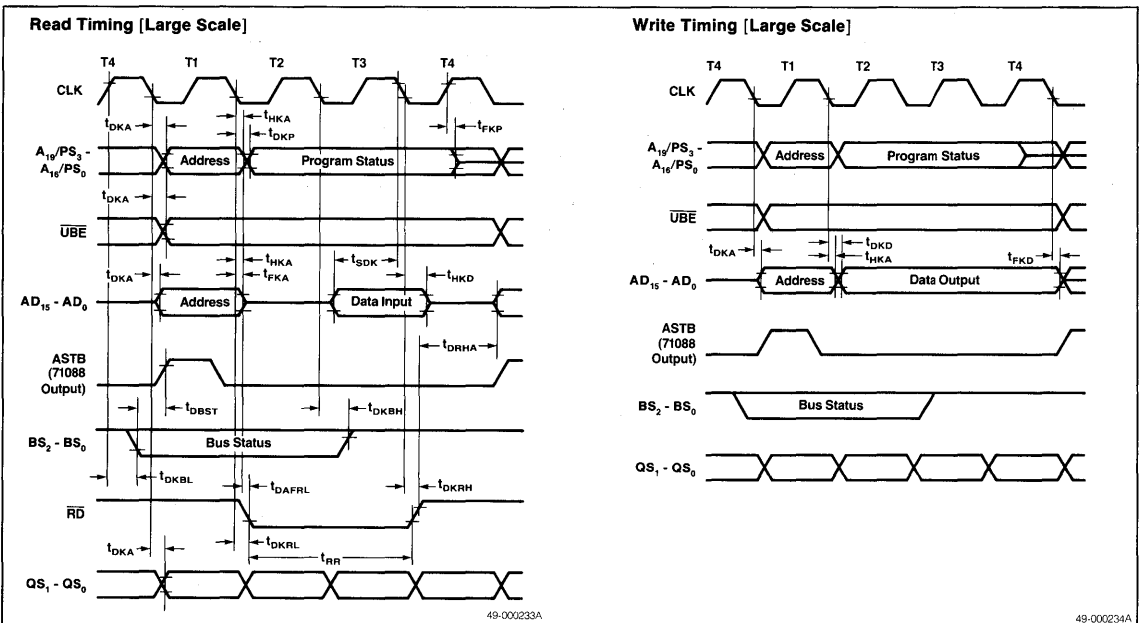 Read Timing [Large Scale]
T4 T1 T2 T3 T4
CLK
tHKA
tDKA
tDKP
tFKP
A19/PS3 -
A16/PS0
Address
Program Status
tDKA
UBE
tHKA
tSDK
tDKA
tFKA
tHKD
AD15 - AD0
Address
Data Input
tDRHA
ASTB
(71088
Output)
tDBST
tDKBH
BS2 - BS0
Bus Status
tDKBL
tDAFRL
tDKRH
RD
tDKRL
tDKA
tRR
QS1 - QS0
49-000233A
Write Timing [Large Scale]
T4 T1 T2 T3 T4
CLK
A19/PS3 -
A16/PS0
Address
Program Status
UBE
tDKD
tDKA
tHKA
tFKD
AD15 - AD0
Address
Data Output
ASTB
(71088
Output)
BS2 - BS0
Bus Status
QS1 - QS0
49-000234A